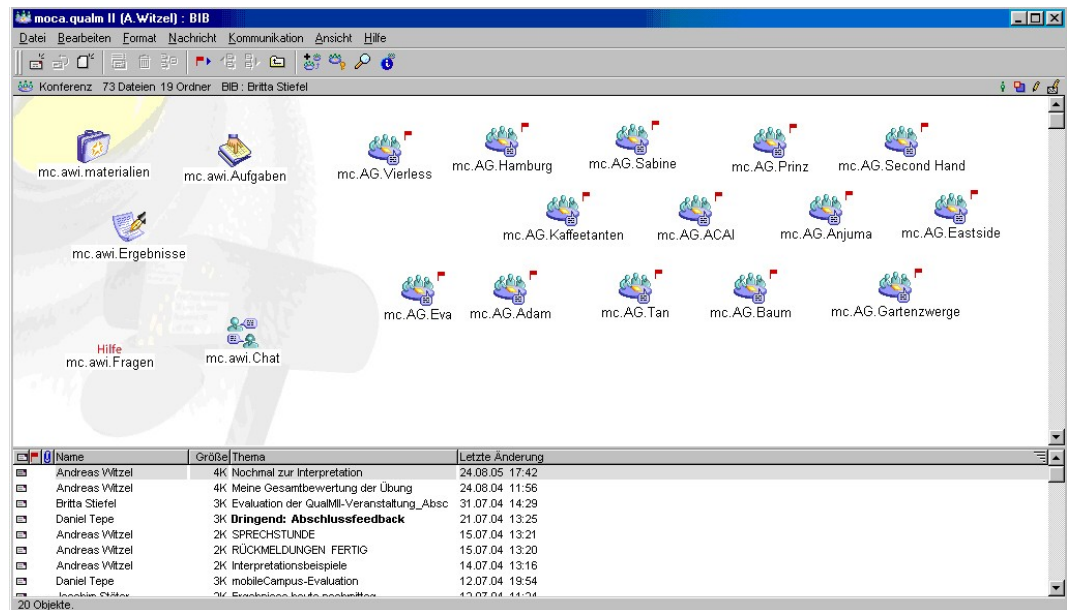 moca.qualm II (A.Witzel) : BIB
Datei Bearbeiten Format Nachricht Kommunikation Ansicht Hilfe
Konferenz 73 Dateien 19 Ordner BIB : Britta Stiefel
mc.awi.materialien
mc.awi.Aufgaben
mc.AG.Vierless
mc.AG.Hamburg
mc.AG.Sabine
mc.AG.Prinz
mc.AG.Second Hand
mc.awi.Ergebnisse
mc.AG.Kaffeetanten
mc.AG.ACAI
mc.AG.Anjuma
mc.AG.Eastside
mc.AG.Eva
mc.AG.Adam
mc.AG.Tan
mc.AG.Baum
mc.AG.Gartenzwerge
Hilfe
mc.awi.Fragen
mc.awi.Chat
Name Größe Thema Letzte Änderung
Andreas Witzel 4K Nochmal zur Interpretation 24.08.05 17:42
Andreas Witzel 4K Meine Gesamtbewertung der Übung 24.08.04 11:56
Britta Stiefel 3K Evaluation der QualMII-Veranstaltung_Absc 31.07.04 14:29
Daniel Tepe 3K Dringend: Abschlussfeedback 21.07.04 13:25
Andreas Witzel 2K SPRECHSTUNDE 15.07.04 13:21
Andreas Witzel 2K RÜCKMELDUNGEN FERTIG 15.07.04 13:20
Andreas Witzel 2K Interpretationsbeispiele 14.07.04 13:16
Daniel Tepe 3K mobileCampus-Evaluation 12.07.04 19:54
20 Objekte.